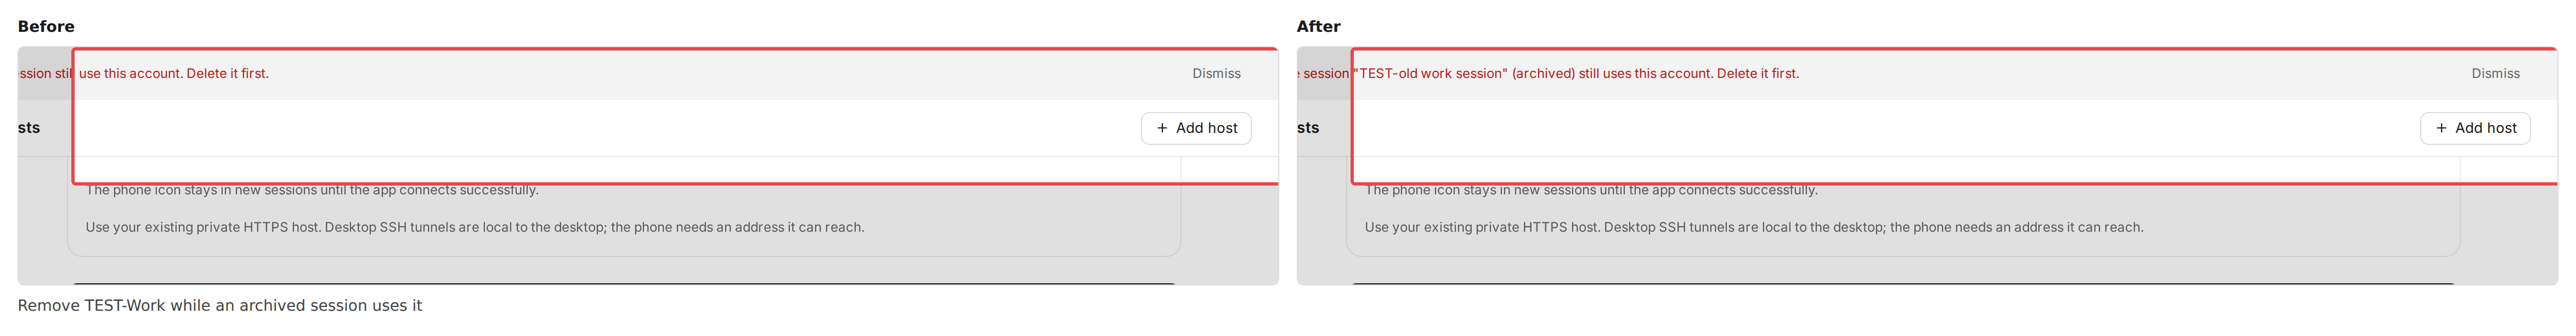 Before
ssion still use this account. Delete it first.
Dismiss
sts
+ Add host
The phone icon stays in new sessions until the app connects successfully.
Use your existing private HTTPS host. Desktop SSH tunnels are local to the desktop; the phone needs an address it can reach.
Remove TEST-Work while an archived session uses it
After
e session "TEST-old work session" (archived) still uses this account. Delete it first.
Dismiss
sts
+ Add host
The phone icon stays in new sessions until the app connects successfully.
Use your existing private HTTPS host. Desktop SSH tunnels are local to the desktop; the phone needs an address it can reach.